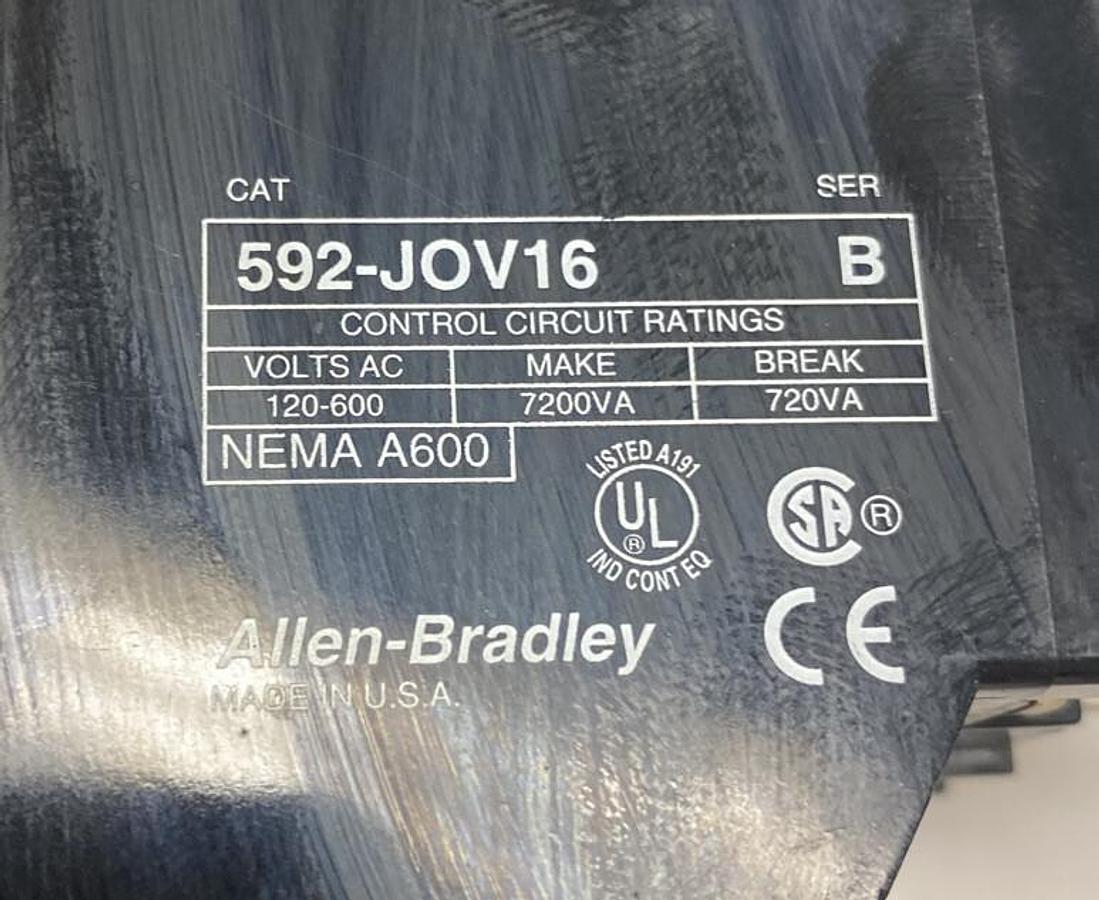 CAT SER
592-JOV16 B
CONTROL CIRCUIT RATINGS
VOLTS AC MAKE BREAK
120-600 7200VA 720VA
NEMA A600
LISTED A191
UL ®
IND CONT EQ
SA ®
CE
Allen-Bradley
MADE IN U.S.A.